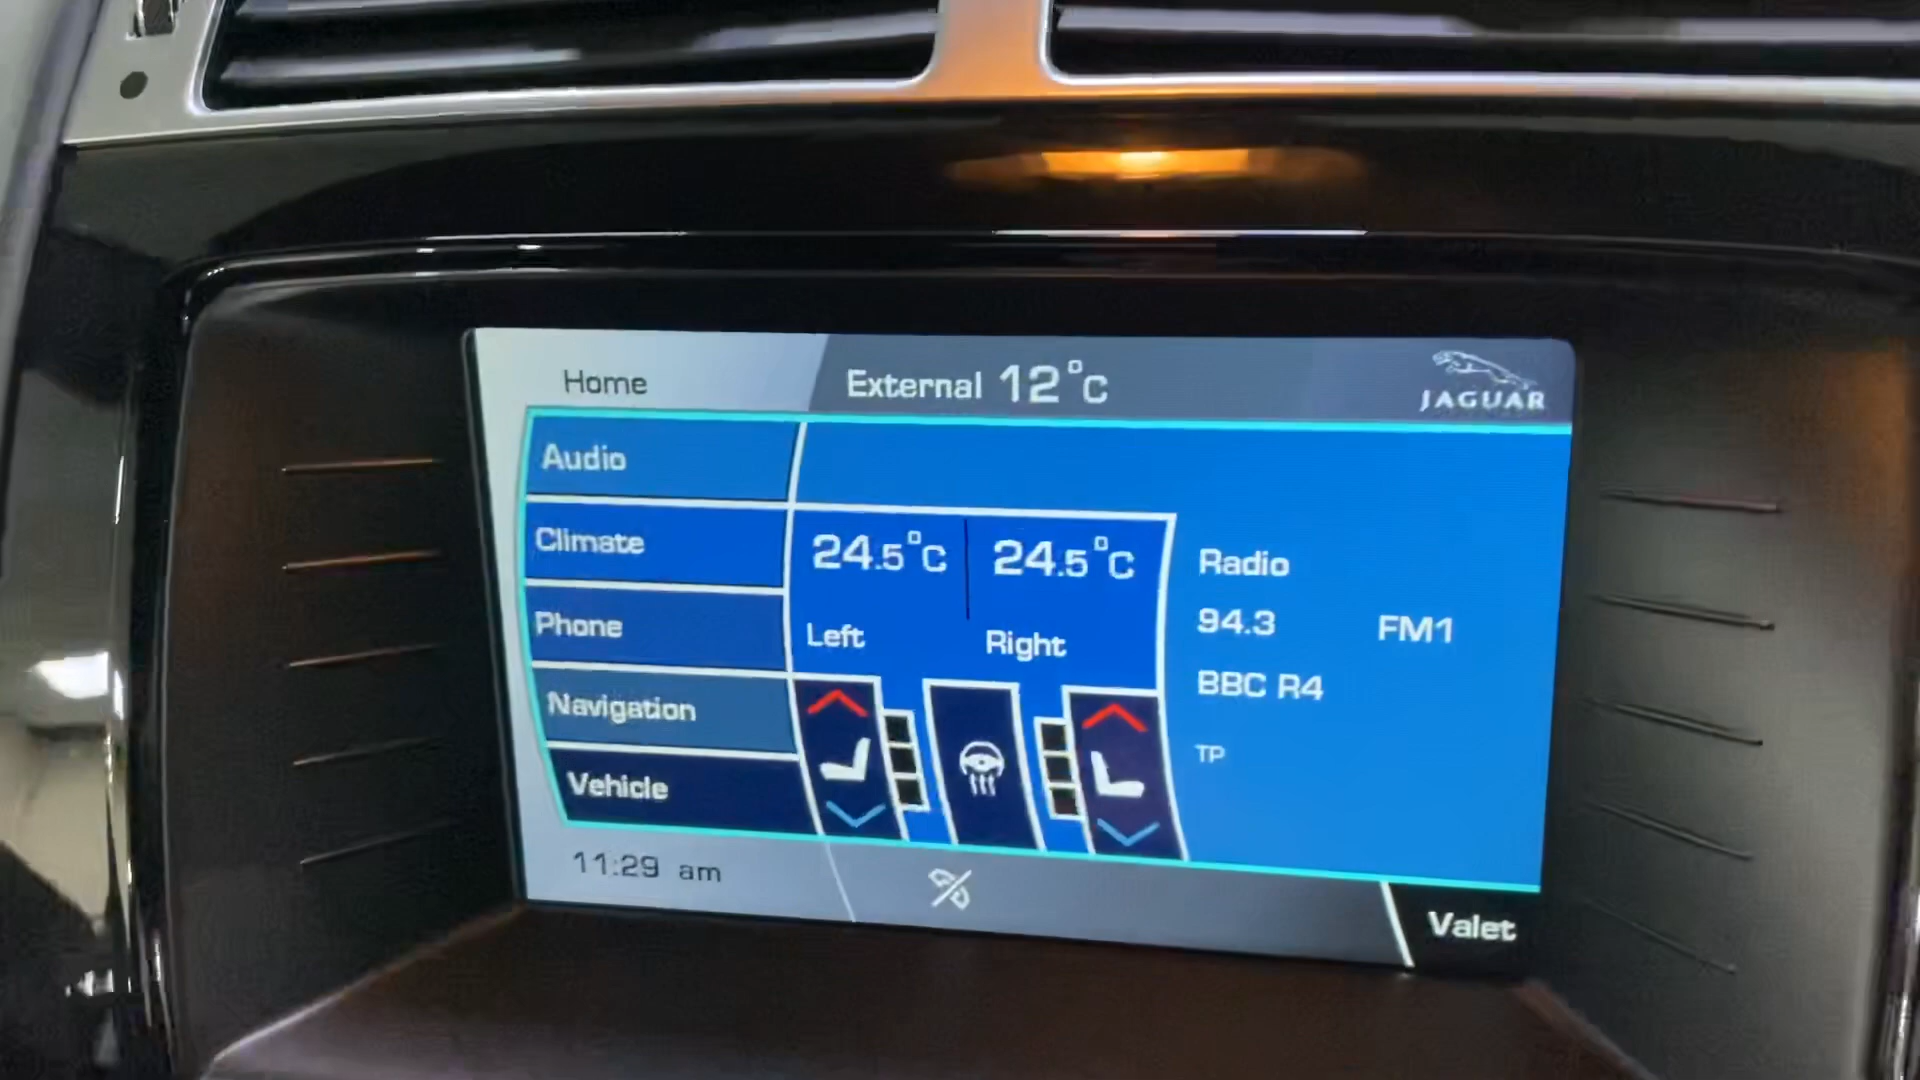 Home
External 12°C
JAGUAR
Audio
Climate
Phone
Navigation
Vehicle
24.5°C
24.5°C
Left
Right
Radio
94.3 FM1
BBC R4
TP
11:29 am
Valet